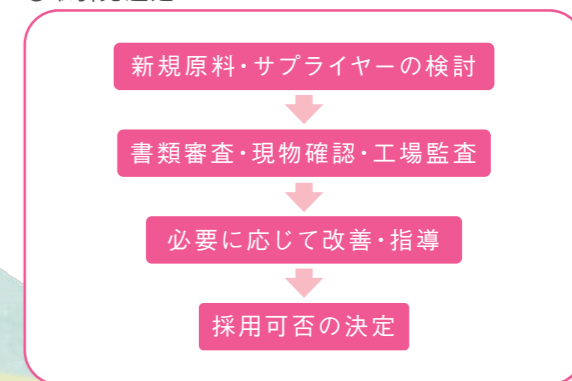 新規原料・サプライヤーの検討
書類審査・現物確認・工場監査
必要に応じて改善・指導
採用可否の決定